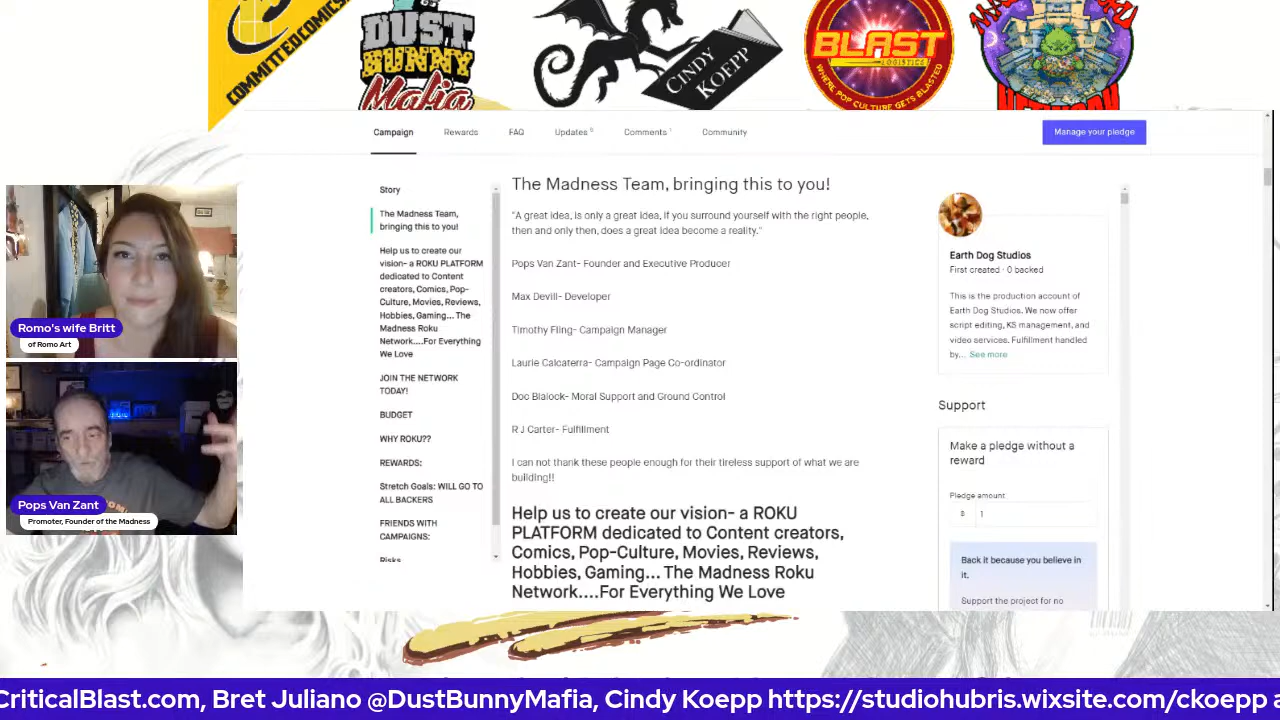 COMMITTEDCOMICS
DUST
BUNNY
Mafia
CINDY
KOEPP
BLAST
LOGISTICS
WHERE POP CULTURE GETS BLASTED
NETWORK
Campaign
Rewards
FAQ
Updates 6
Comments 1
Community
Manage your pledge
Story
The Madness Team,
bringing this to you!
Help us to create our
vision- a ROKU PLATFORM
dedicated to Content
creators, Comics, Pop-
Culture, Movies, Reviews,
Hobbies, Gaming... The
Madness Roku
Network....For Everything
We Love
JOIN THE NETWORK
TODAY!
BUDGET
WHY ROKU??
REWARDS:
Stretch Goals: WILL GO TO
ALL BACKERS
FRIENDS WITH
CAMPAIGNS:
Risks
The Madness Team, bringing this to you!
"A great idea, is only a great idea, if you surround yourself with the right people,
then and only then, does a great idea become a reality."
Pops Van Zant- Founder and Executive Producer
Max Devill- Developer
Timothy Fling- Campaign Manager
Laurie Calcaterra- Campaign Page Co-ordinator
Doc Blalock- Moral Support and Ground Control
R J Carter- Fulfillment
I can not thank these people enough for their tireless support of what we are
building!!
Help us to create our vision- a ROKU
PLATFORM dedicated to Content creators,
Comics, Pop-Culture, Movies, Reviews,
Hobbies, Gaming... The Madness Roku
Network....For Everything We Love
Earth Dog Studios
First created · 0 backed
This is the production account of
Earth Dog Studios. We now offer
script editing, KS management, and
video services. Fulfillment handled
by... See more
Support
Make a pledge without a
reward
Pledge amount
1
Back it because you believe in
it.
Support the project for no
Romo's wife Britt
of Romo Art
Pops Van Zant
Promoter, Founder of the Madness
CriticalBlast.com, Bret Juliano @DustBunnyMafia, Cindy Koepp https://studiohubris.wixsite.com/ckoepp a